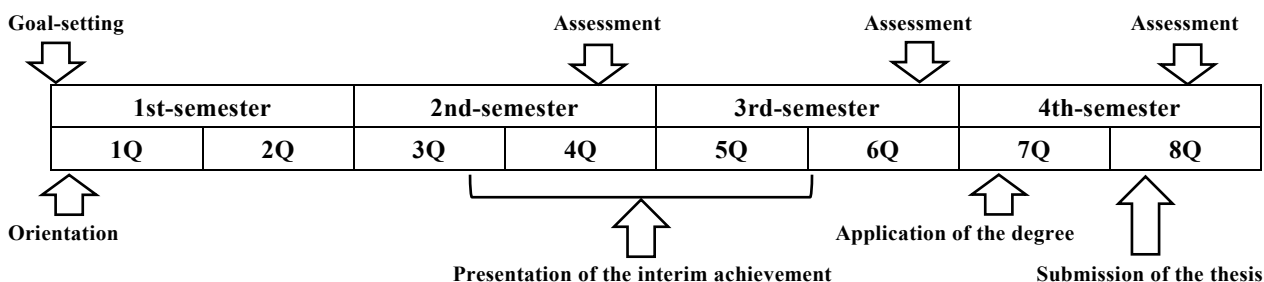 Goal-setting Assessment Assessment Assessment
1st-semester 2nd-semester 3rd-semester 4th-semester
1Q 2Q 3Q 4Q 5Q 6Q 7Q 8Q
Orientation Application of the degree
Presentation of the interim achievement Submission of the thesis